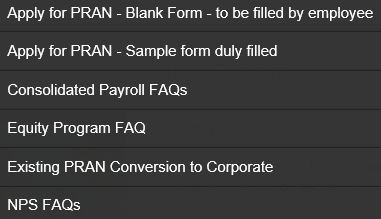 Apply for PRAN - Blank Form - to be filled by employee
Apply for PRAN - Sample form duly filled
Consolidated Payroll FAQs
Equity Program FAQ
Existing PRAN Conversion to Corporate
NPS FAQs